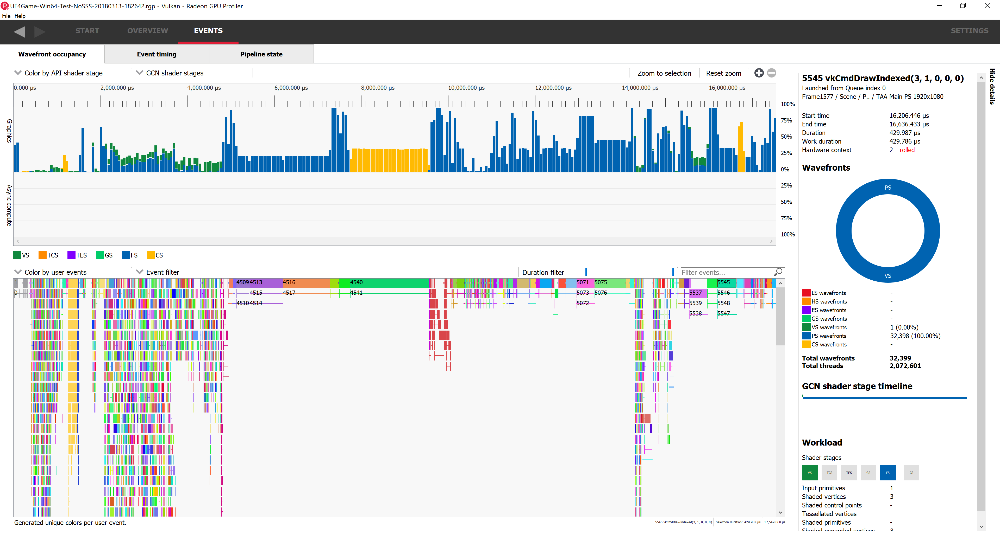 UE4Game-Win64-Test-NoSSS-20180313-182642.rgp - Vulkan - Radeon GPU Profiler
File Help
START OVERVIEW EVENTS SETTINGS
Wavefront occupancy Event timing Pipeline state
Color by API shader stage GCN shader stages Zoom to selection Reset zoom
0.000 µs 2,000.000 µs 4,000.000 µs 6,000.000 µs 8,000.000 µs 10,000.000 µs 12,000.000 µs 14,000.000 µs 16,000.000 µs
Graphics
100%
75%
50%
25%
0%
Async compute
25%
50%
75%
100%
VS TCS TES GS FS CS
Color by user events Event filter Duration filter Filter events...
1 4509 4513 4516 4540 5071 5075 5545
0 4515 4517 4541 5073 5076 5537 5546
4510 4514 5072 5539 5548
5538 5547
Generated unique colors per user event.
5545 vkCmdDrawIndexed(3, 1, 0, 0, 0) Selection duration: 429.987 µs 17,549.860 µs
Hide details
5545 vkCmdDrawIndexed(3, 1, 0, 0, 0)
Launched from Queue index 0
Frame1577 / Scene / P.. / TAA Main PS 1920x1080
Start time 16,206.446 µs
End time 16,636.433 µs
Duration 429.987 µs
Work duration 429.786 µs
Hardware context 2 rolled
Wavefronts
PS
VS
LS wavefronts -
HS wavefronts -
ES wavefronts -
GS wavefronts -
VS wavefronts 1 (0.00%)
PS wavefronts 32,398 (100.00%)
CS wavefronts -
Total wavefronts 32,399
Total threads 2,072,601
GCN shader stage timeline
Workload
Shader stages
VS TCS TES GS FS CS
Input primitives 1
Shaded vertices 3
Shaded control points -
Tessellated vertices -
Shaded primitives -
Shaded expanded vertices 3